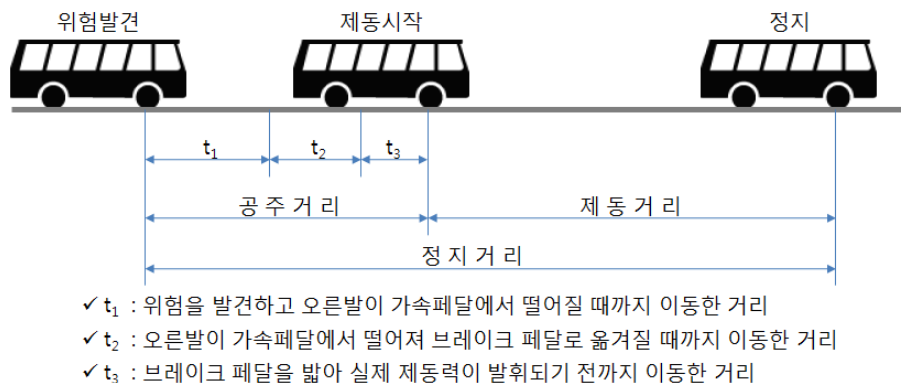 위험발견 제동시작 정지
t₁ t₂ t₃
공 주 거 리 제 동 거 리
정 지 거 리
✓ t₁ : 위험을 발견하고 오른발이 가속페달에서 떨어질 때까지 이동한 거리
✓ t₂ : 오른발이 가속페달에서 떨어져 브레이크 페달로 옮겨질 때까지 이동한 거리
✓ t₃ : 브레이크 페달을 밟아 실제 제동력이 발휘되기 전까지 이동한 거리